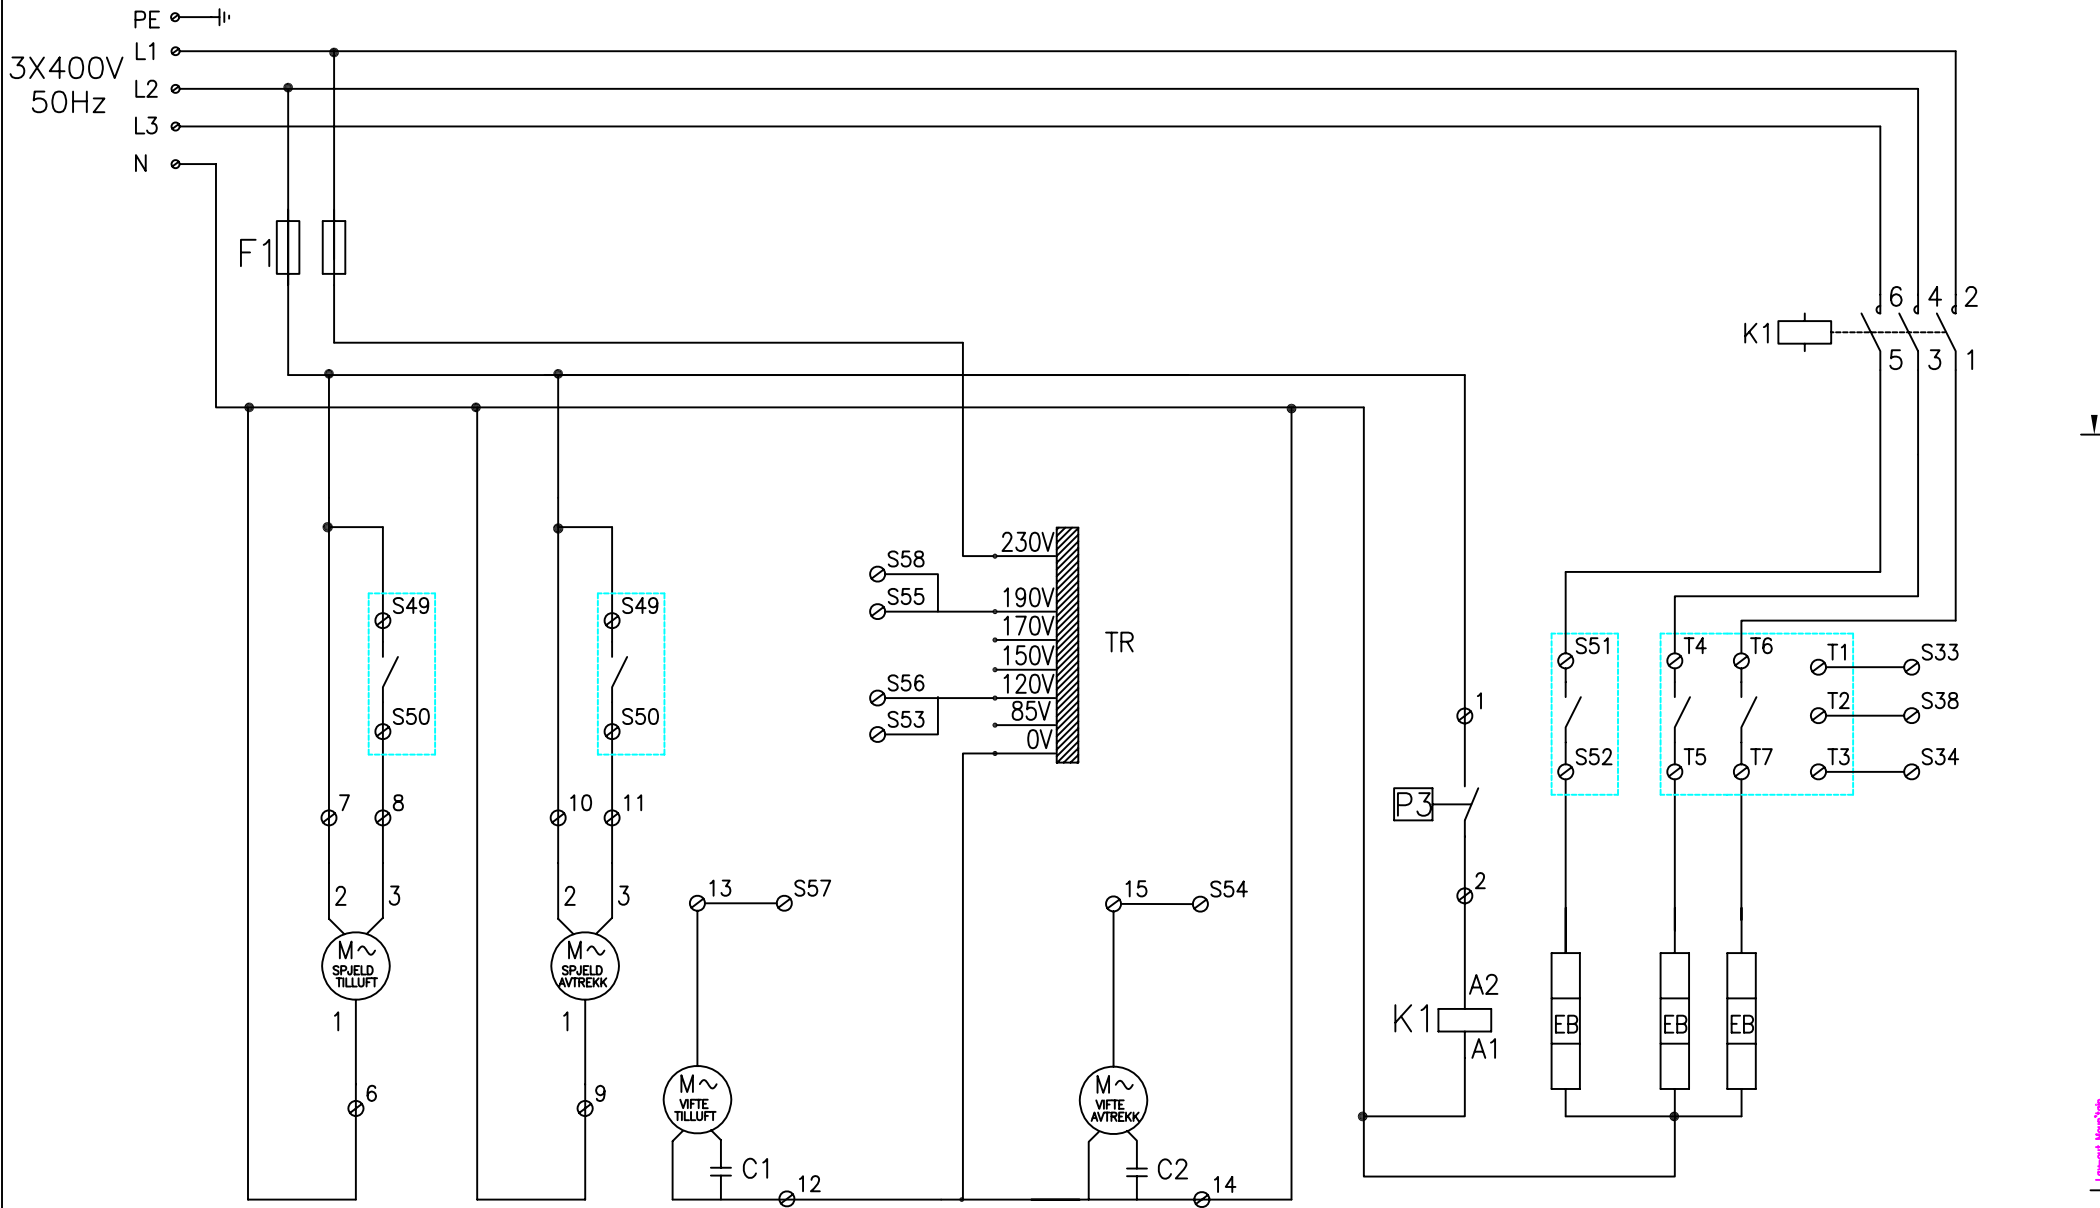 PE
L1
3X400V
L2
50Hz
L3
N
F1
6 4 2
K1
5 3 1
230V
S58
S55
190V
170V
TR
150V
S56
120V
S53
85V
0V
S49
S50
S49
S50
7 8
10 11
2 3
2 3
M
SPJELD
TILLUFT
M
SPJELD
AVTREKK
1
1
6
9
13 S57
15 S54
M
VIFTE
TILLUFT
M
VIFTE
AVTREKK
C1
12
C2
14
1
P3
2
A2
K1
A1
S51
S52
T4 T6
T5 T7
T1 S33
T2 S38
T3 S34
EB
EB
EB